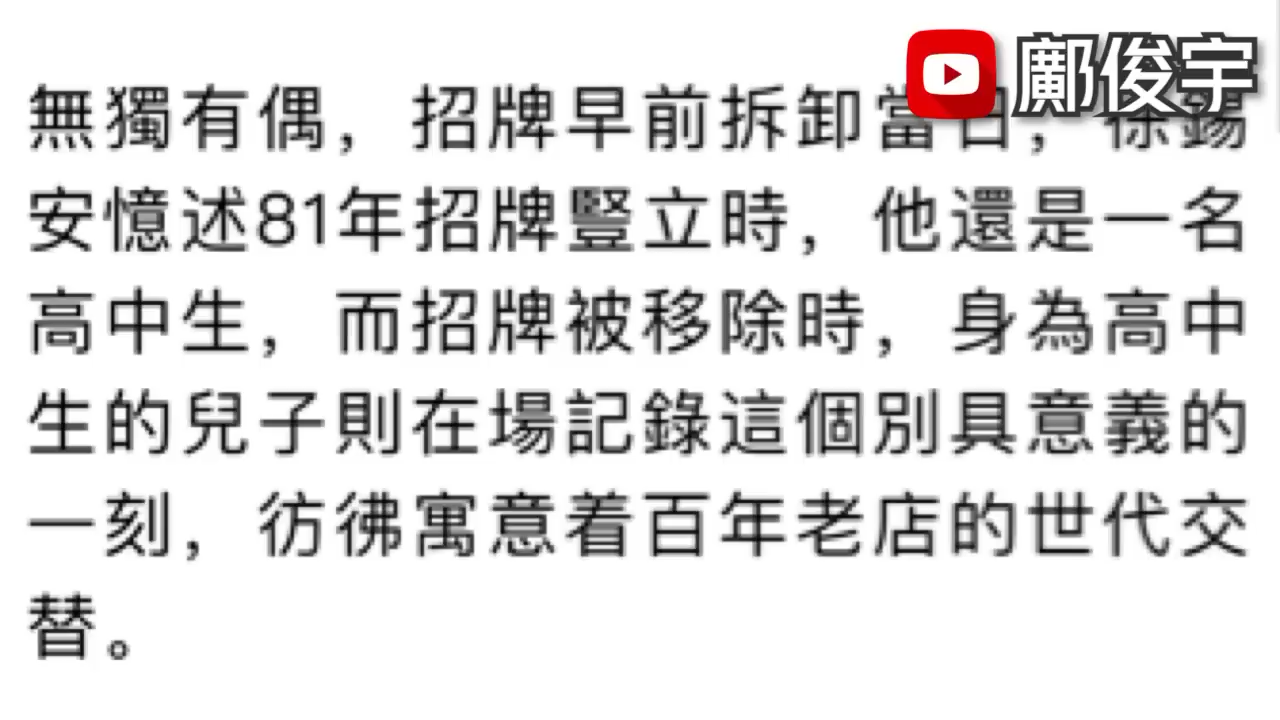 鄺俊宇
無獨有偶，招牌早前拆卸當日，徐錫
安憶述81年招牌豎立時，他還是一名
高中生，而招牌被移除時，身為高中
生的兒子則在場記錄這個別具意義的
一刻，彷彿寓意着百年老店的世代交
替。